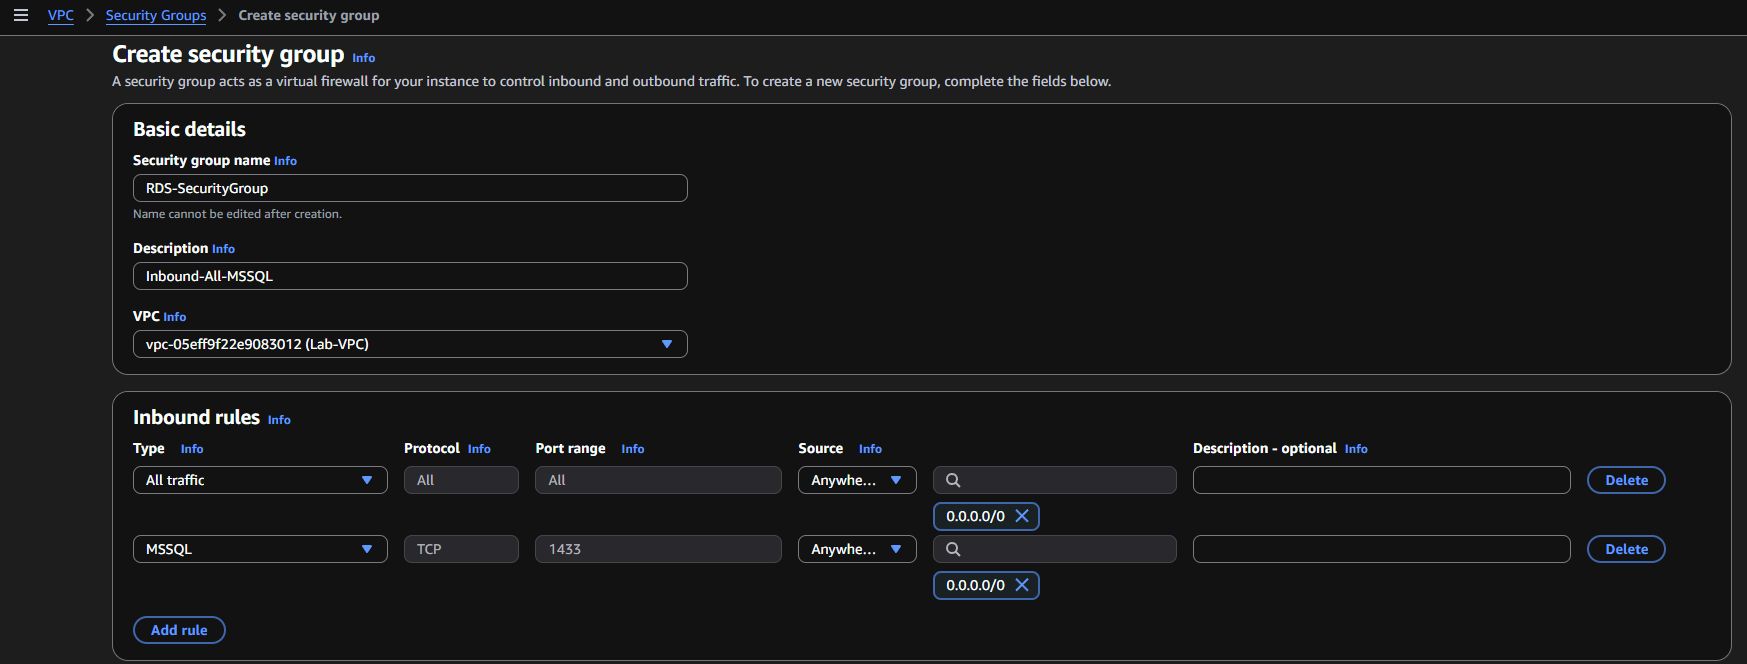 VPC > Security Groups > Create security group
Create security group Info
A security group acts as a virtual firewall for your instance to control inbound and outbound traffic. To create a new security group, complete the fields below.
Basic details
Security group name Info
RDS-SecurityGroup
Name cannot be edited after creation.
Description Info
Inbound-All-MSSQL
VPC Info
vpc-05eff9f22e9083012 (Lab-VPC)
Inbound rules Info
Type Info Protocol Info Port range Info Source Info Description - optional Info
All traffic All All Anywhe... Delete
0.0.0.0/0
MSSQL TCP 1433 Anywhe... Delete
0.0.0.0/0
Add rule